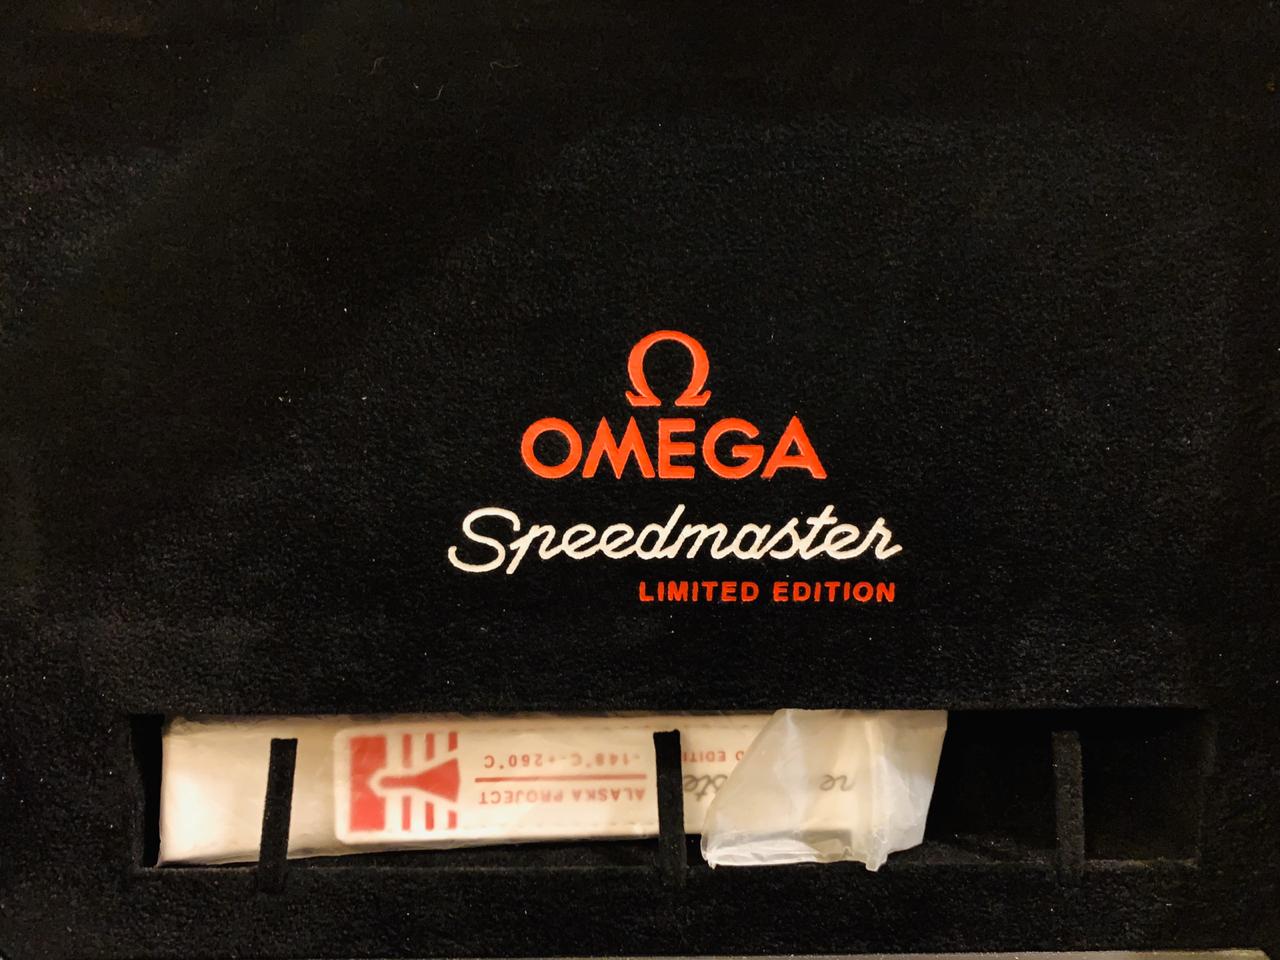 Ω
OMEGA
Speedmaster
LIMITED EDITION
ALASKA PROJECT
-148°C-+260°C